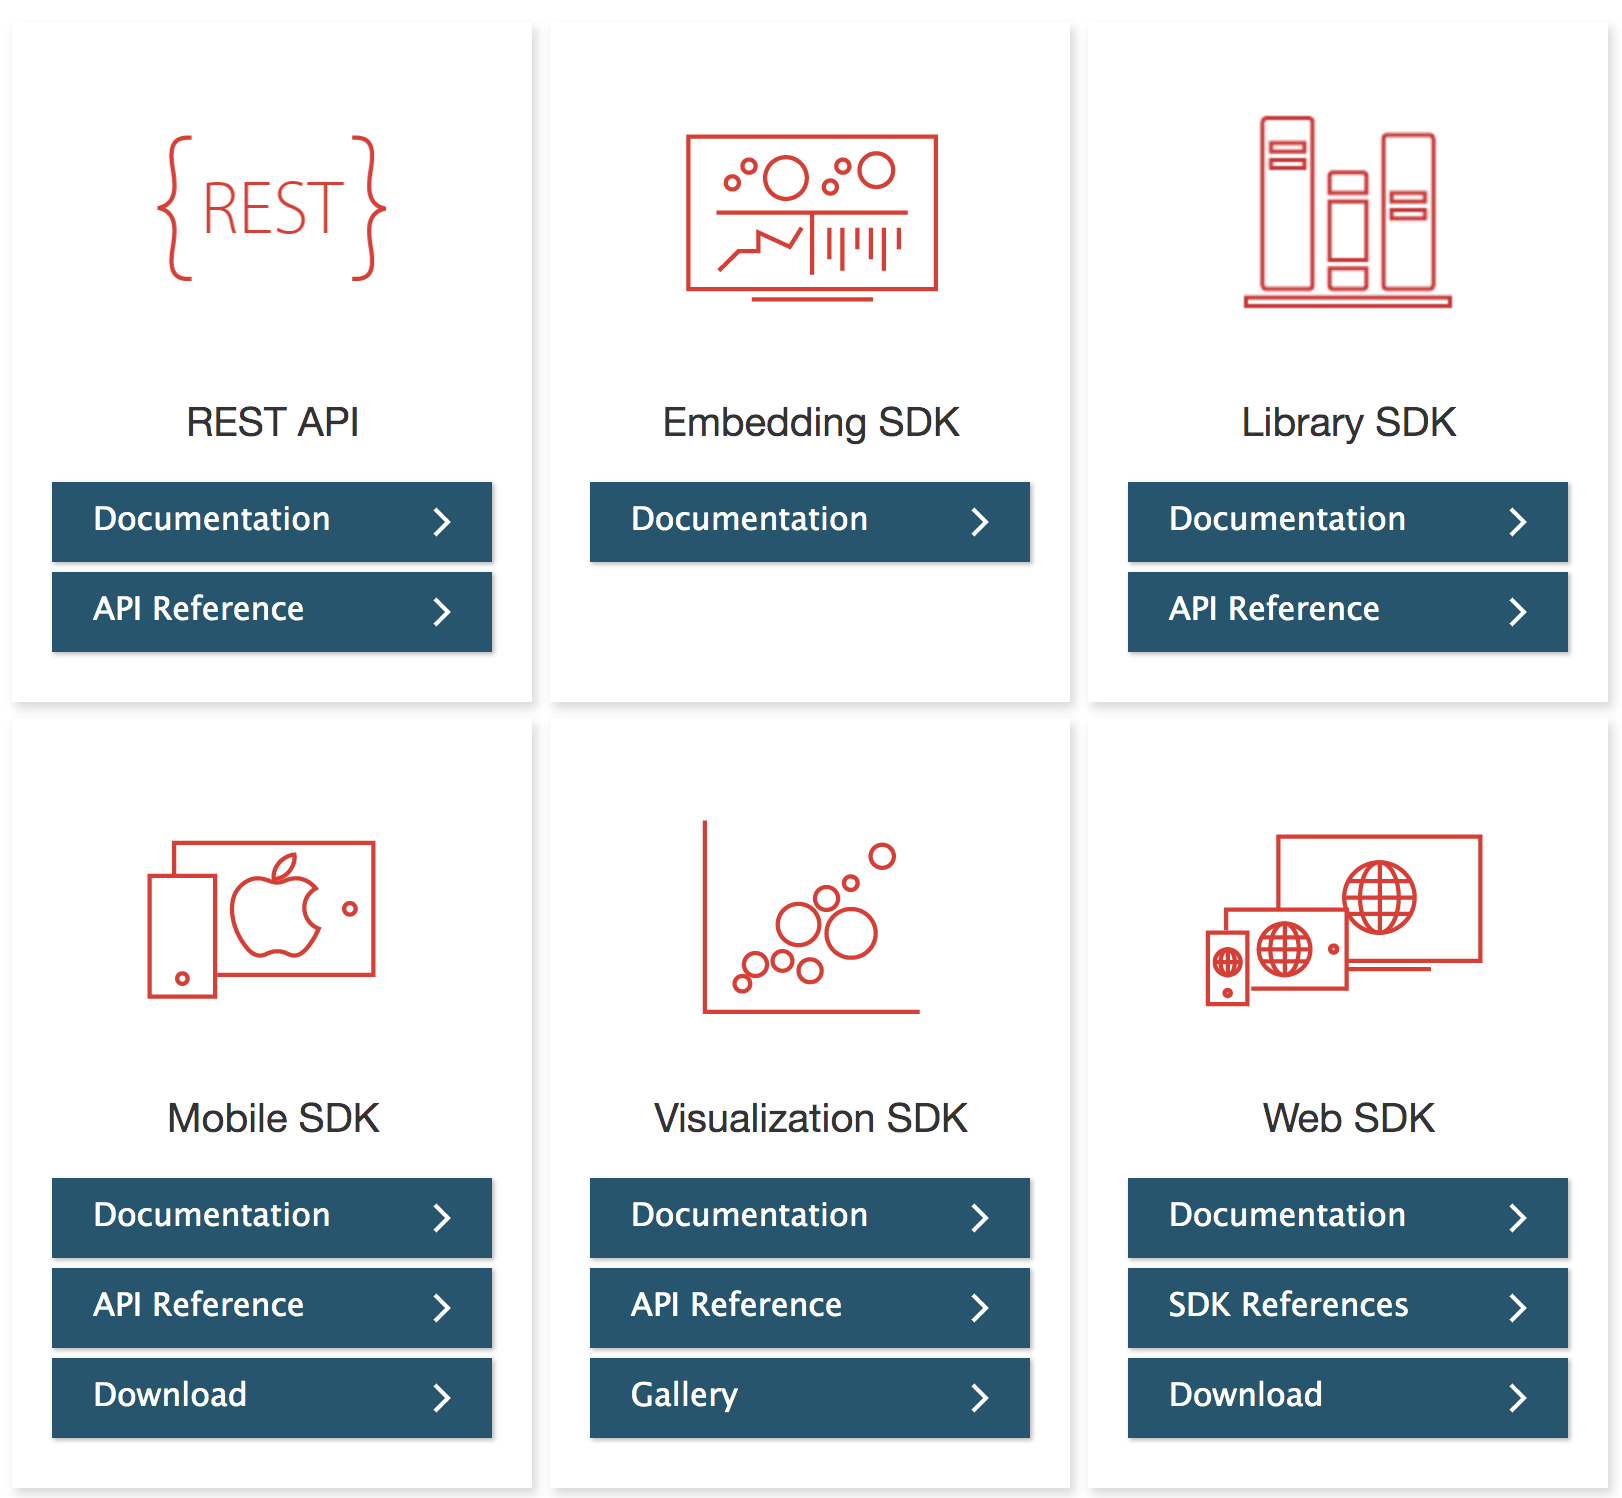 {REST}
REST API
Documentation
API Reference
Embedding SDK
Documentation
Library SDK
Documentation
API Reference
Mobile SDK
Documentation
API Reference
Download
Visualization SDK
Documentation
API Reference
Gallery
Web SDK
Documentation
SDK References
Download